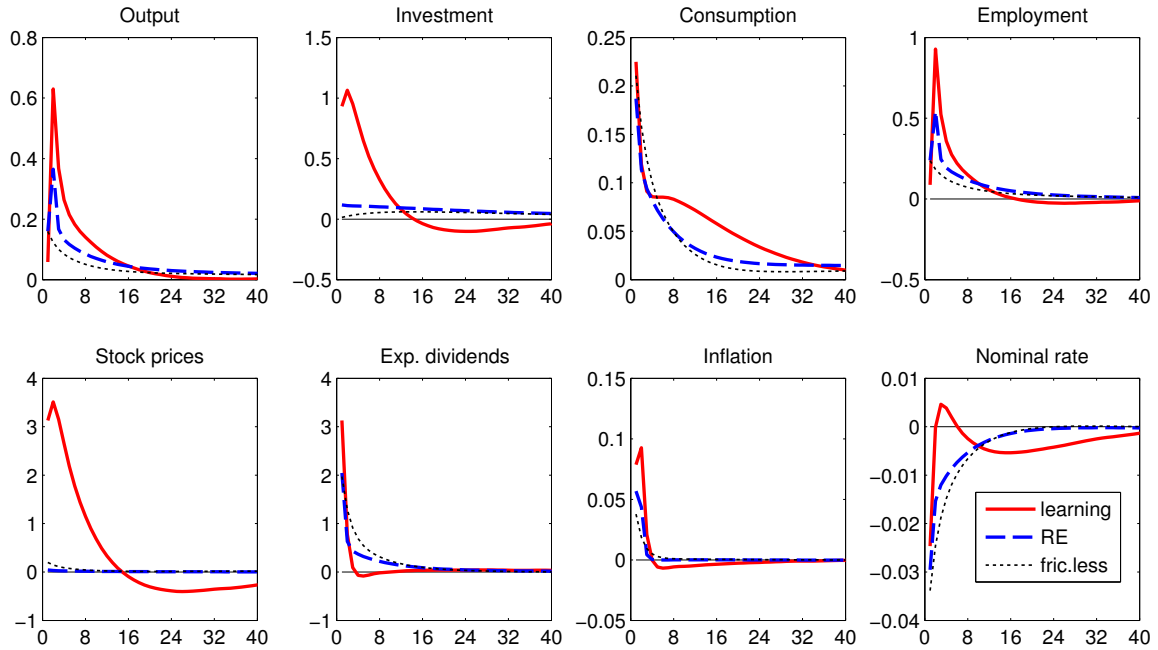 Output
0.8
0.6
0.4
0.2
0
0 8 16 24 32 40
Investment
1.5
1
0.5
0
−0.5
0 8 16 24 32 40
Consumption
0.25
0.20
0.15
0.10
0.05
0
0 8 16 24 32 40
Employment
1
0.5
0
−0.5
0 8 16 24 32 40
Stock prices
4
3
2
1
0
−1
0 8 16 24 32 40
Exp. dividends
4
3
2
1
0
−1
0 8 16 24 32 40
Inflation
0.15
0.10
0.05
0
−0.05
0 8 16 24 32 40
Nominal rate
0.01
0
−0.01
−0.02
−0.03
−0.04
0 8 16 24 32 40
learning
RE
fric.less